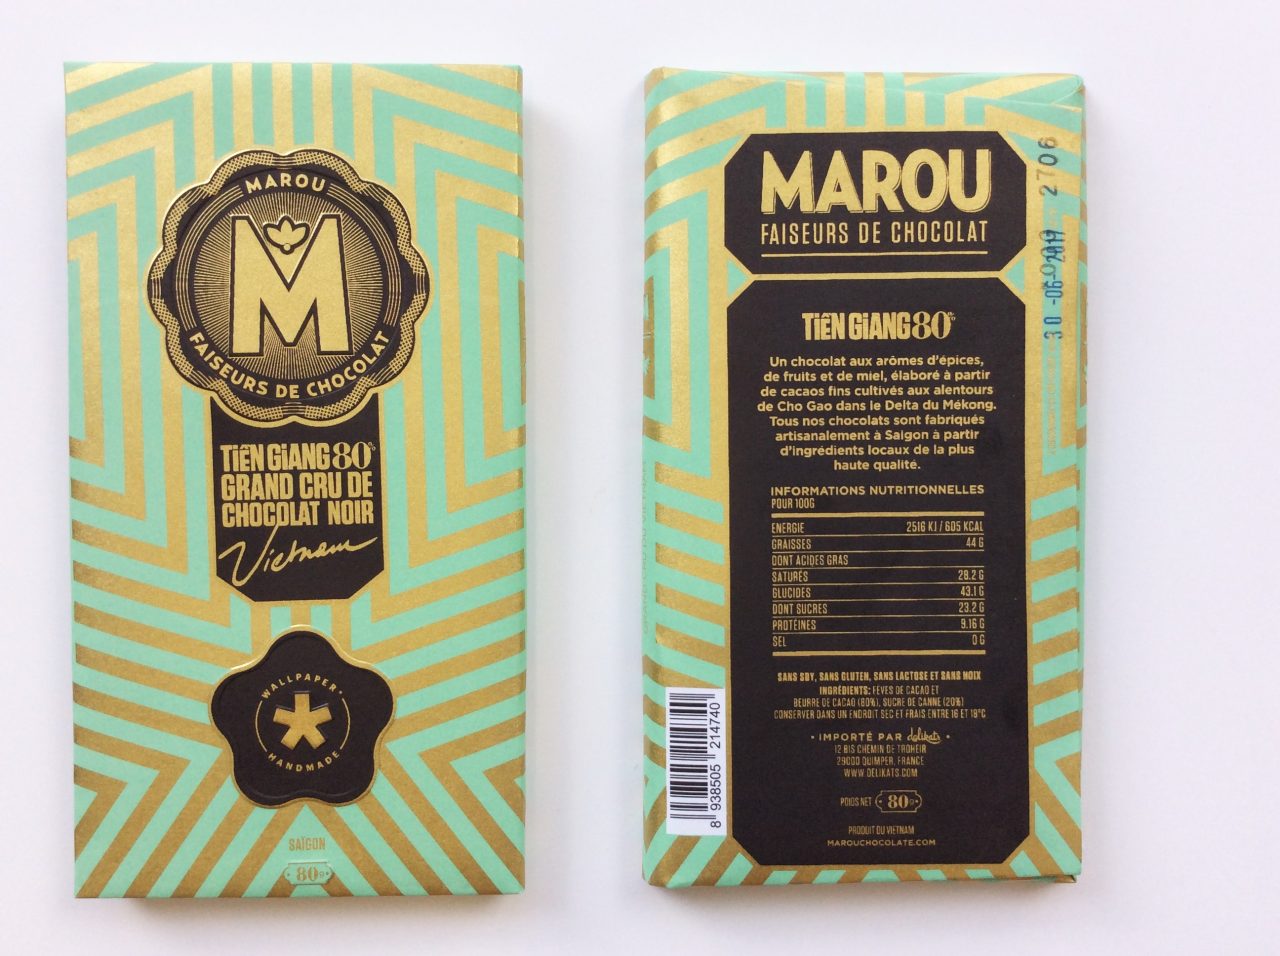 MAROU
M
FAISEURS DE CHOCOLAT
TIÊN GIANG 80%
GRAND CRU DE
CHOCOLAT NOIR
Vietnam
WALLPAPER*
HANDMADE
SAÏGON
80g
MAROU
FAISEURS DE CHOCOLAT
TIÊN GIANG 80%
Un chocolat aux arômes d'épices,
de fruits et de miel, élaboré à partir
de cacaos fins cultivés aux alentours
de Cho Gao dans le Delta du Mékong.
Tous nos chocolats sont fabriqués
artisanalement à Saigon à partir
d'ingrédients locaux de la plus
haute qualité.
INFORMATIONS NUTRITIONNELLES
POUR 100G
ENERGIE 2516 KJ / 605 KCAL
GRAISSES 44 G
DONT ACIDES GRAS
SATURÉS 28.2 G
GLUCIDES 43.1 G
DONT SUCRES 23.2 G
PROTÉINES 9.16 G
SEL 0 G
SANS SOY, SANS GLUTEN, SANS LACTOSE ET SANS NOIX
INGRÉDIENTS: FÈVES DE CACAO ET
BEURRE DE CACAO (80%), SUCRE DE CANNE (20%)
CONSERVER DANS UN ENDROIT SEC ET FRAIS ENTRE 16 ET 18°C
• IMPORTÉ PAR delikats •
12 BIS CHEMIN DE TROHEIR
29000 QUIMPER, FRANCE
WWW.DELIKATS.COM
POIDS NET 80g
PRODUIT DU VIETNAM
MAROUCHOCOLATE.COM
8 938505 214740
2706
30-06-2017